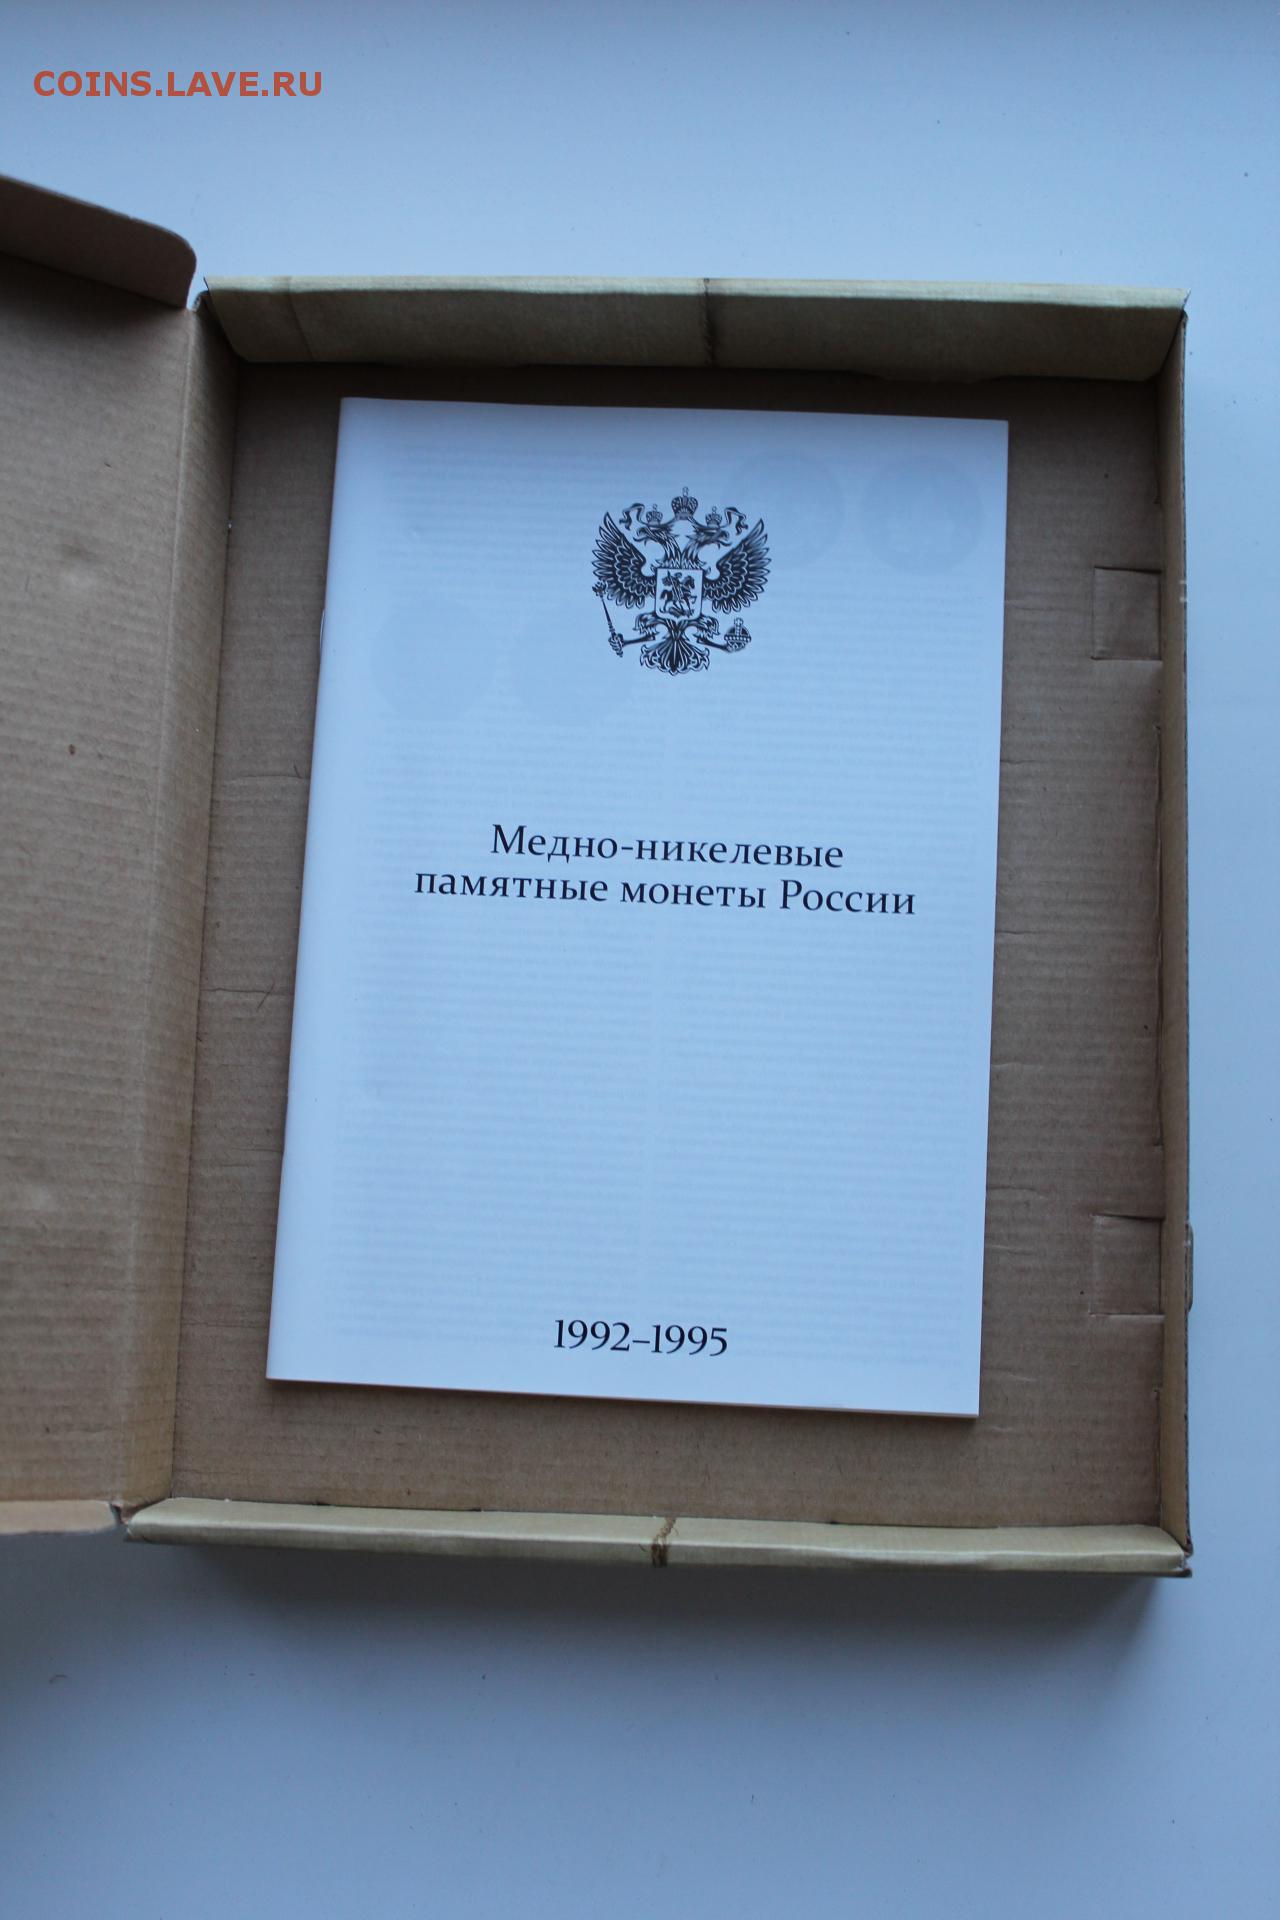 COINS.LAVE.RU
Медно-никелевые
памятные монеты России
1992–1995